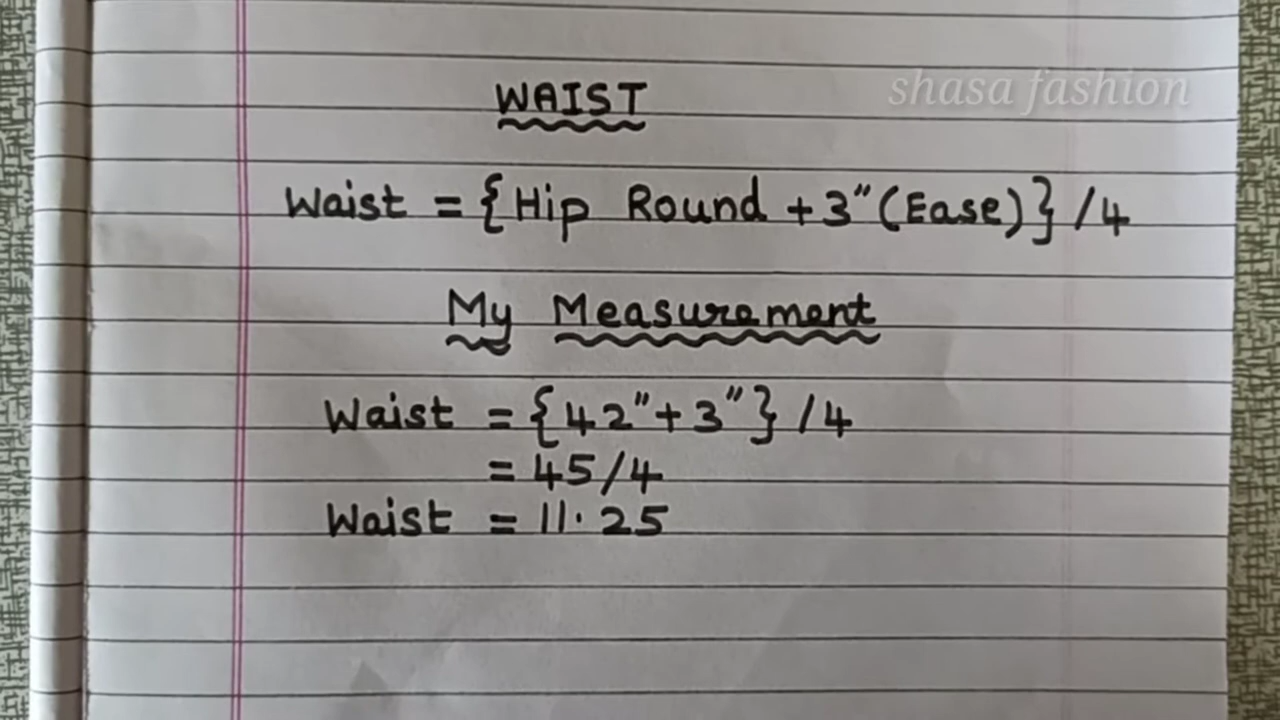 shasa fashion
WAIST
Waist = {Hip Round + 3" (Ease)} / 4
My Measurement
Waist = {42" + 3"} / 4
= 45/4
Waist = 11.25